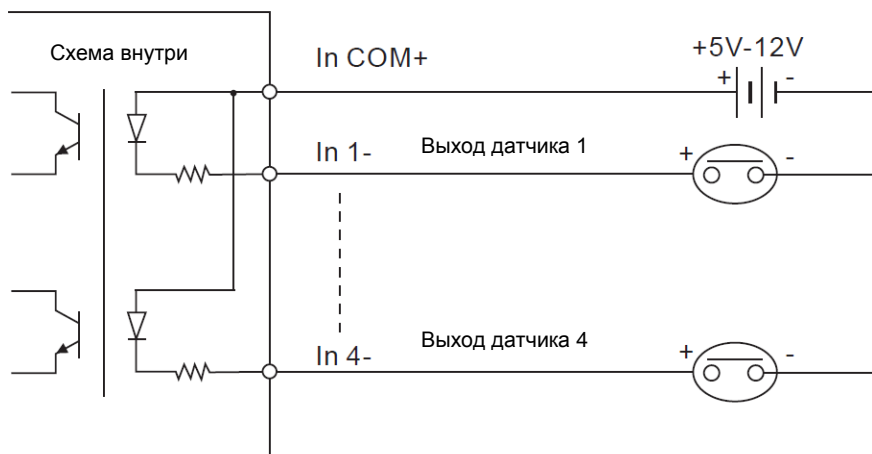 Схема внутри
In COM+
+5V-12V
+ -
In 1-
Выход датчика 1
+ -
In 4-
Выход датчика 4
+ -